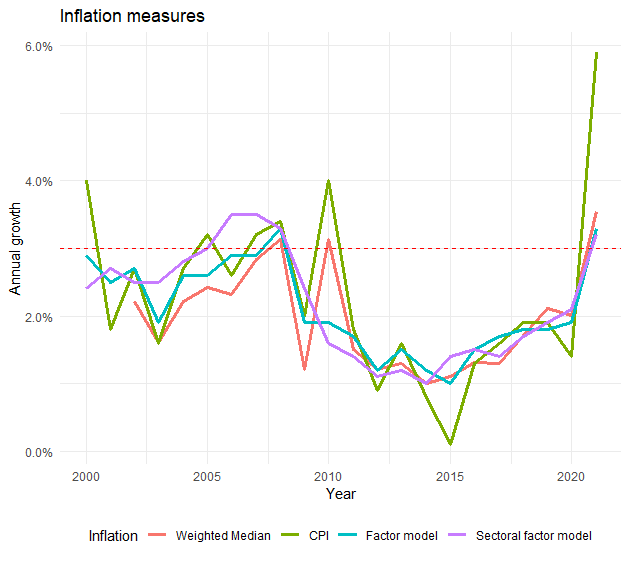 Inflation measures
6.0%
4.0%
2.0%
0.0%
Annual growth
2000 2005 2010 2015 2020
Year
Inflation Weighted Median CPI Factor model Sectoral factor model